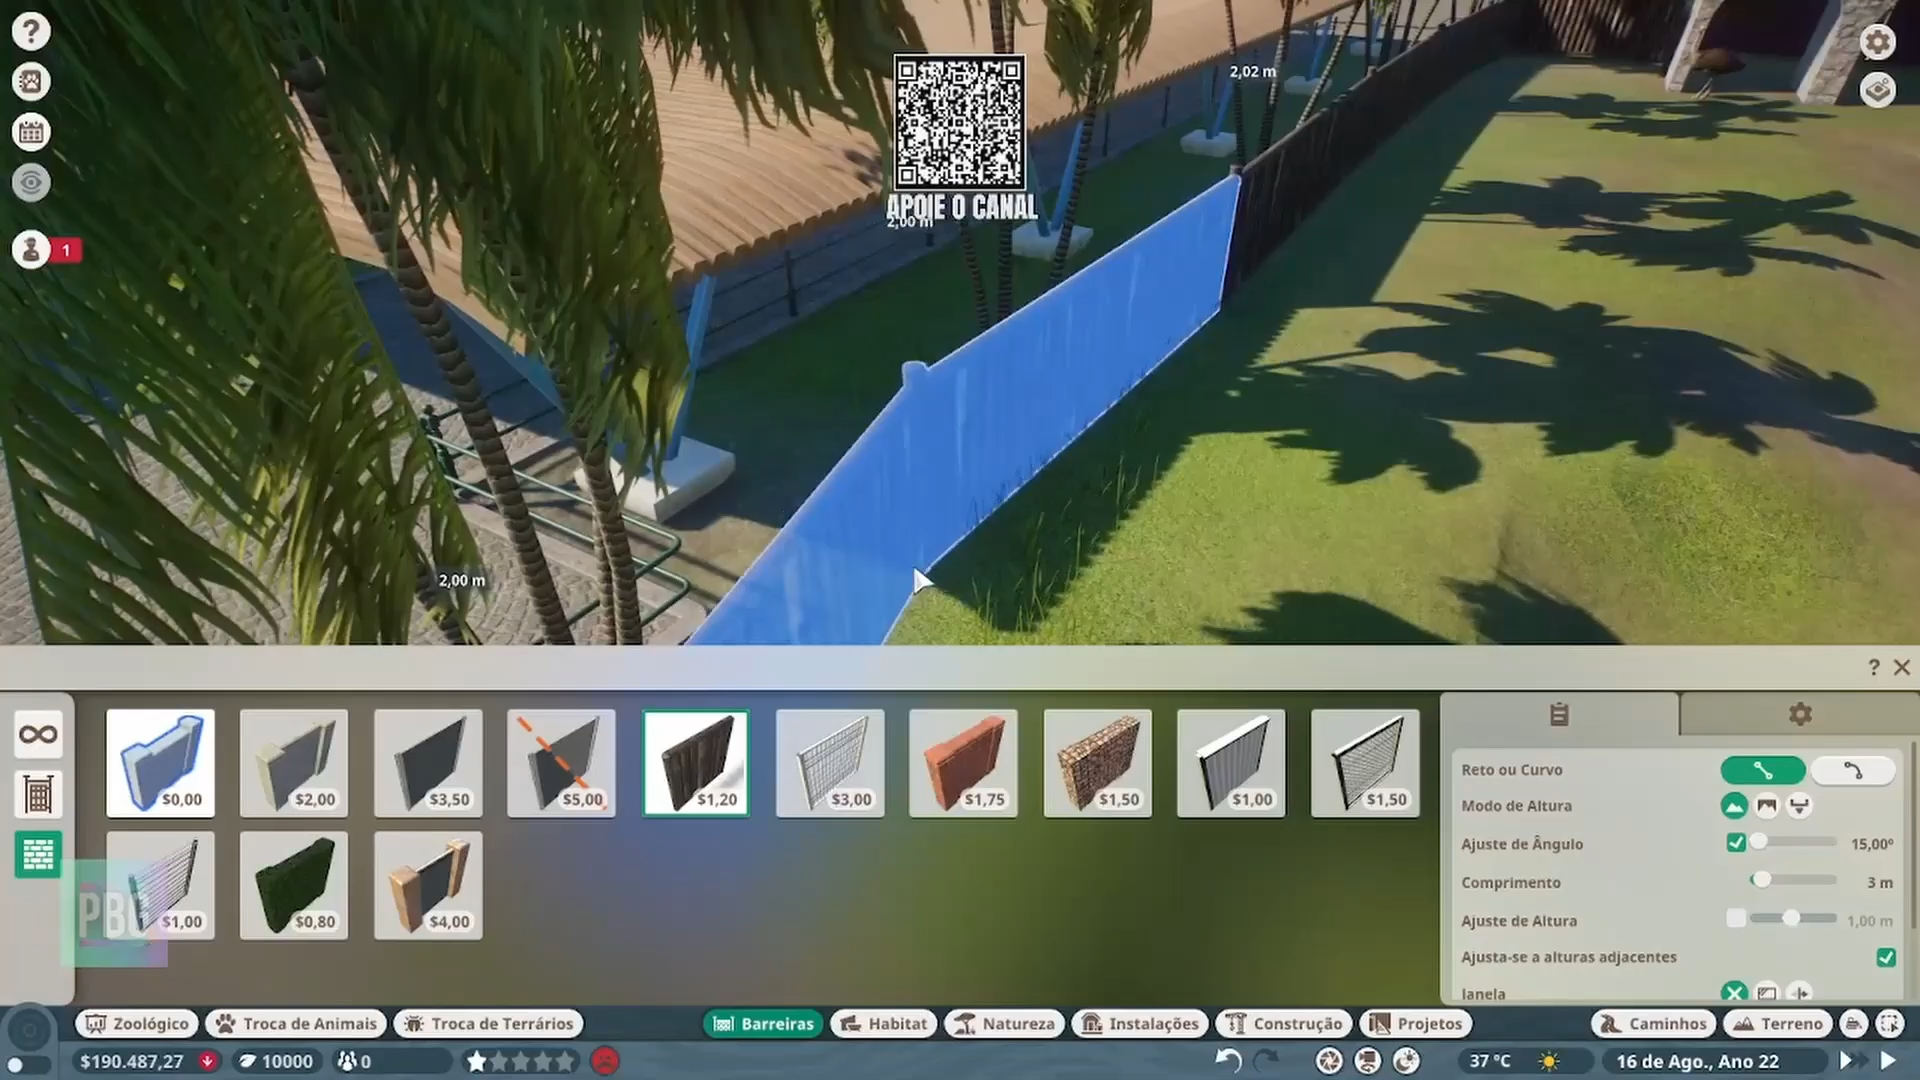 2,02 m
APOIE O CANAL
2,00 m
1
2,00 m
?
?
$0,00
$2,00
$3,50
$5,00
$1,20
$3,00
$1,75
$1,50
$1,00
$1,50
$1,00
$0,80
$4,00
PBG
Reto ou Curvo
Modo de Altura
Ajuste de Ângulo 15,00º
Comprimento 3 m
Ajuste de Altura 1,00 m
Ajusta-se a alturas adjacentes
Janela
Zoológico
Troca de Animais
Troca de Terrários
Barreiras
Habitat
Natureza
Instalações
Construção
Projetos
Caminhos
Terreno
$190.487,27
10000
0
37 °C
16 de Ago., Ano 22